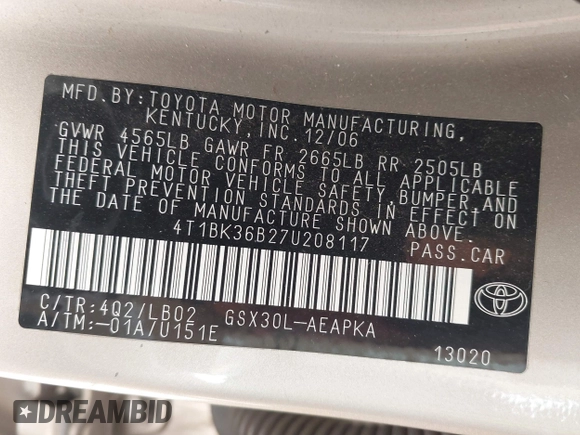 MFD.BY:TOYOTA MOTOR MANUFACTURING,
KENTUCKY,INC.12/06
GVWR 4565LB GAWR FR 2665LB RR 2505LB
THIS VEHICLE CONFORMS TO ALL APPLICABLE
FEDERAL MOTOR VEHICLE SAFETY,BUMPER,AND
THEFT PREVENTION STANDARDS IN EFFECT ON
THE DATE OF MANUFACTURE SHOWN ABOVE.
4T1BK36B27U208117 PASS.CAR
C/TR:4Q2/LB02 GSX30L-AEAPKA
A/TM:-01A/U151E
13020
DREAMBID